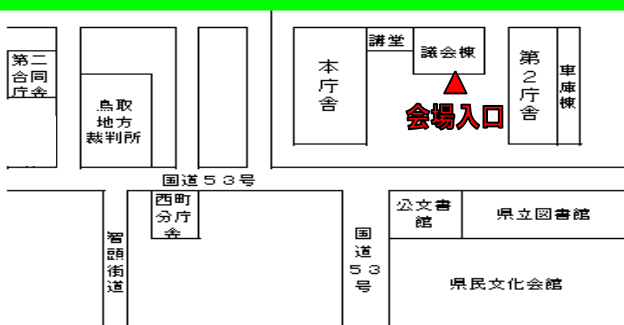 第二
合同
庁舎
鳥取
地方
裁判所
本庁舎
講堂
議会棟
会場入口
第2庁舎
車庫棟
国道53号
西町
分庁
舎
智頭街道
国道53号
公文書
館
県立図書館
県民文化会館